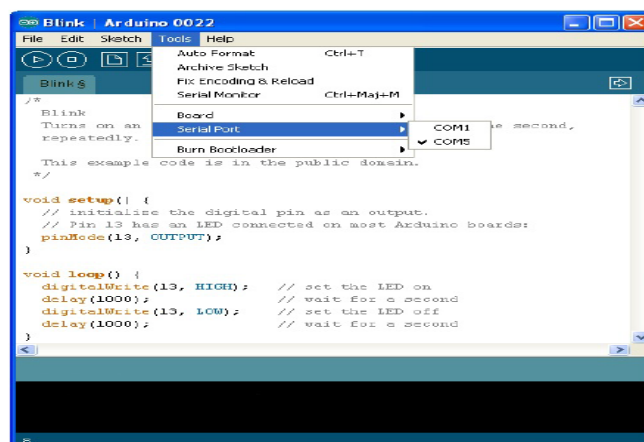 Blink | Arduino 0022
File Edit Sketch Tools Help
Auto Format Ctrl+T
Archive Sketch
Fix Encoding & Reload
Serial Monitor Ctrl+Maj+M
Board
Serial Port
Burn Bootloader
COM1
COM5
Blink §
/*
Blink
Turns on an e second,
repeatedly.
This example code is in the public domain.
*/
void setup() {
// initialize the digital pin as an output.
// Pin 13 has an LED connected on most Arduino boards:
pinMode(13, OUTPUT);
}
void loop() {
digitalWrite(13, HIGH); // set the LED on
delay(1000); // wait for a second
digitalWrite(13, LOW); // set the LED off
delay(1000); // wait for a second
}